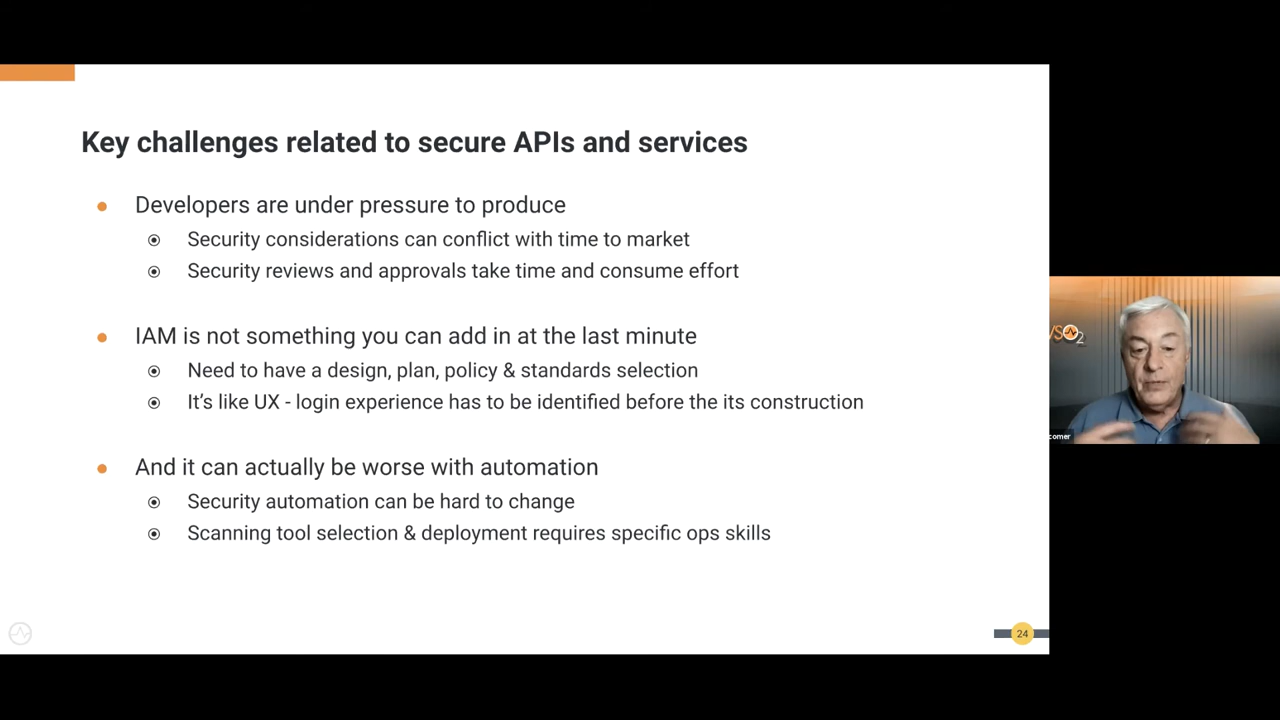 Key challenges related to secure APIs and services
Developers are under pressure to produce
Security considerations can conflict with time to market
Security reviews and approvals take time and consume effort
IAM is not something you can add in at the last minute
Need to have a design, plan, policy & standards selection
It’s like UX - login experience has to be identified before the its construction
And it can actually be worse with automation
Security automation can be hard to change
Scanning tool selection & deployment requires specific ops skills
24
SO2
comer